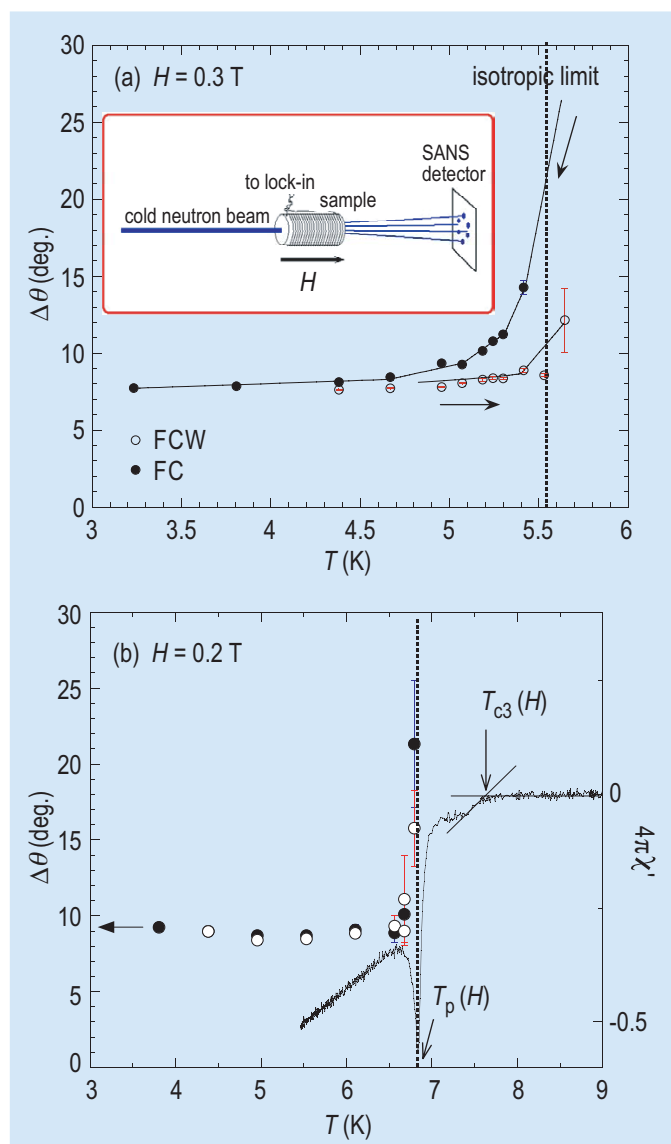 (a) H = 0.3 T
isotropic limit
to lock-in
sample
SANS
detector
cold neutron beam
H
FCW
FC
30
25
20
15
10
5
0
Δθ (deg.)
3
3.5
4
4.5
5
5.5
6
T (K)
(b) H = 0.2 T
Tc3 (H)
Tp (H)
30
25
20
15
10
5
0
Δθ (deg.)
0
-0.5
4πχ'
3
4
5
6
7
8
9
T (K)